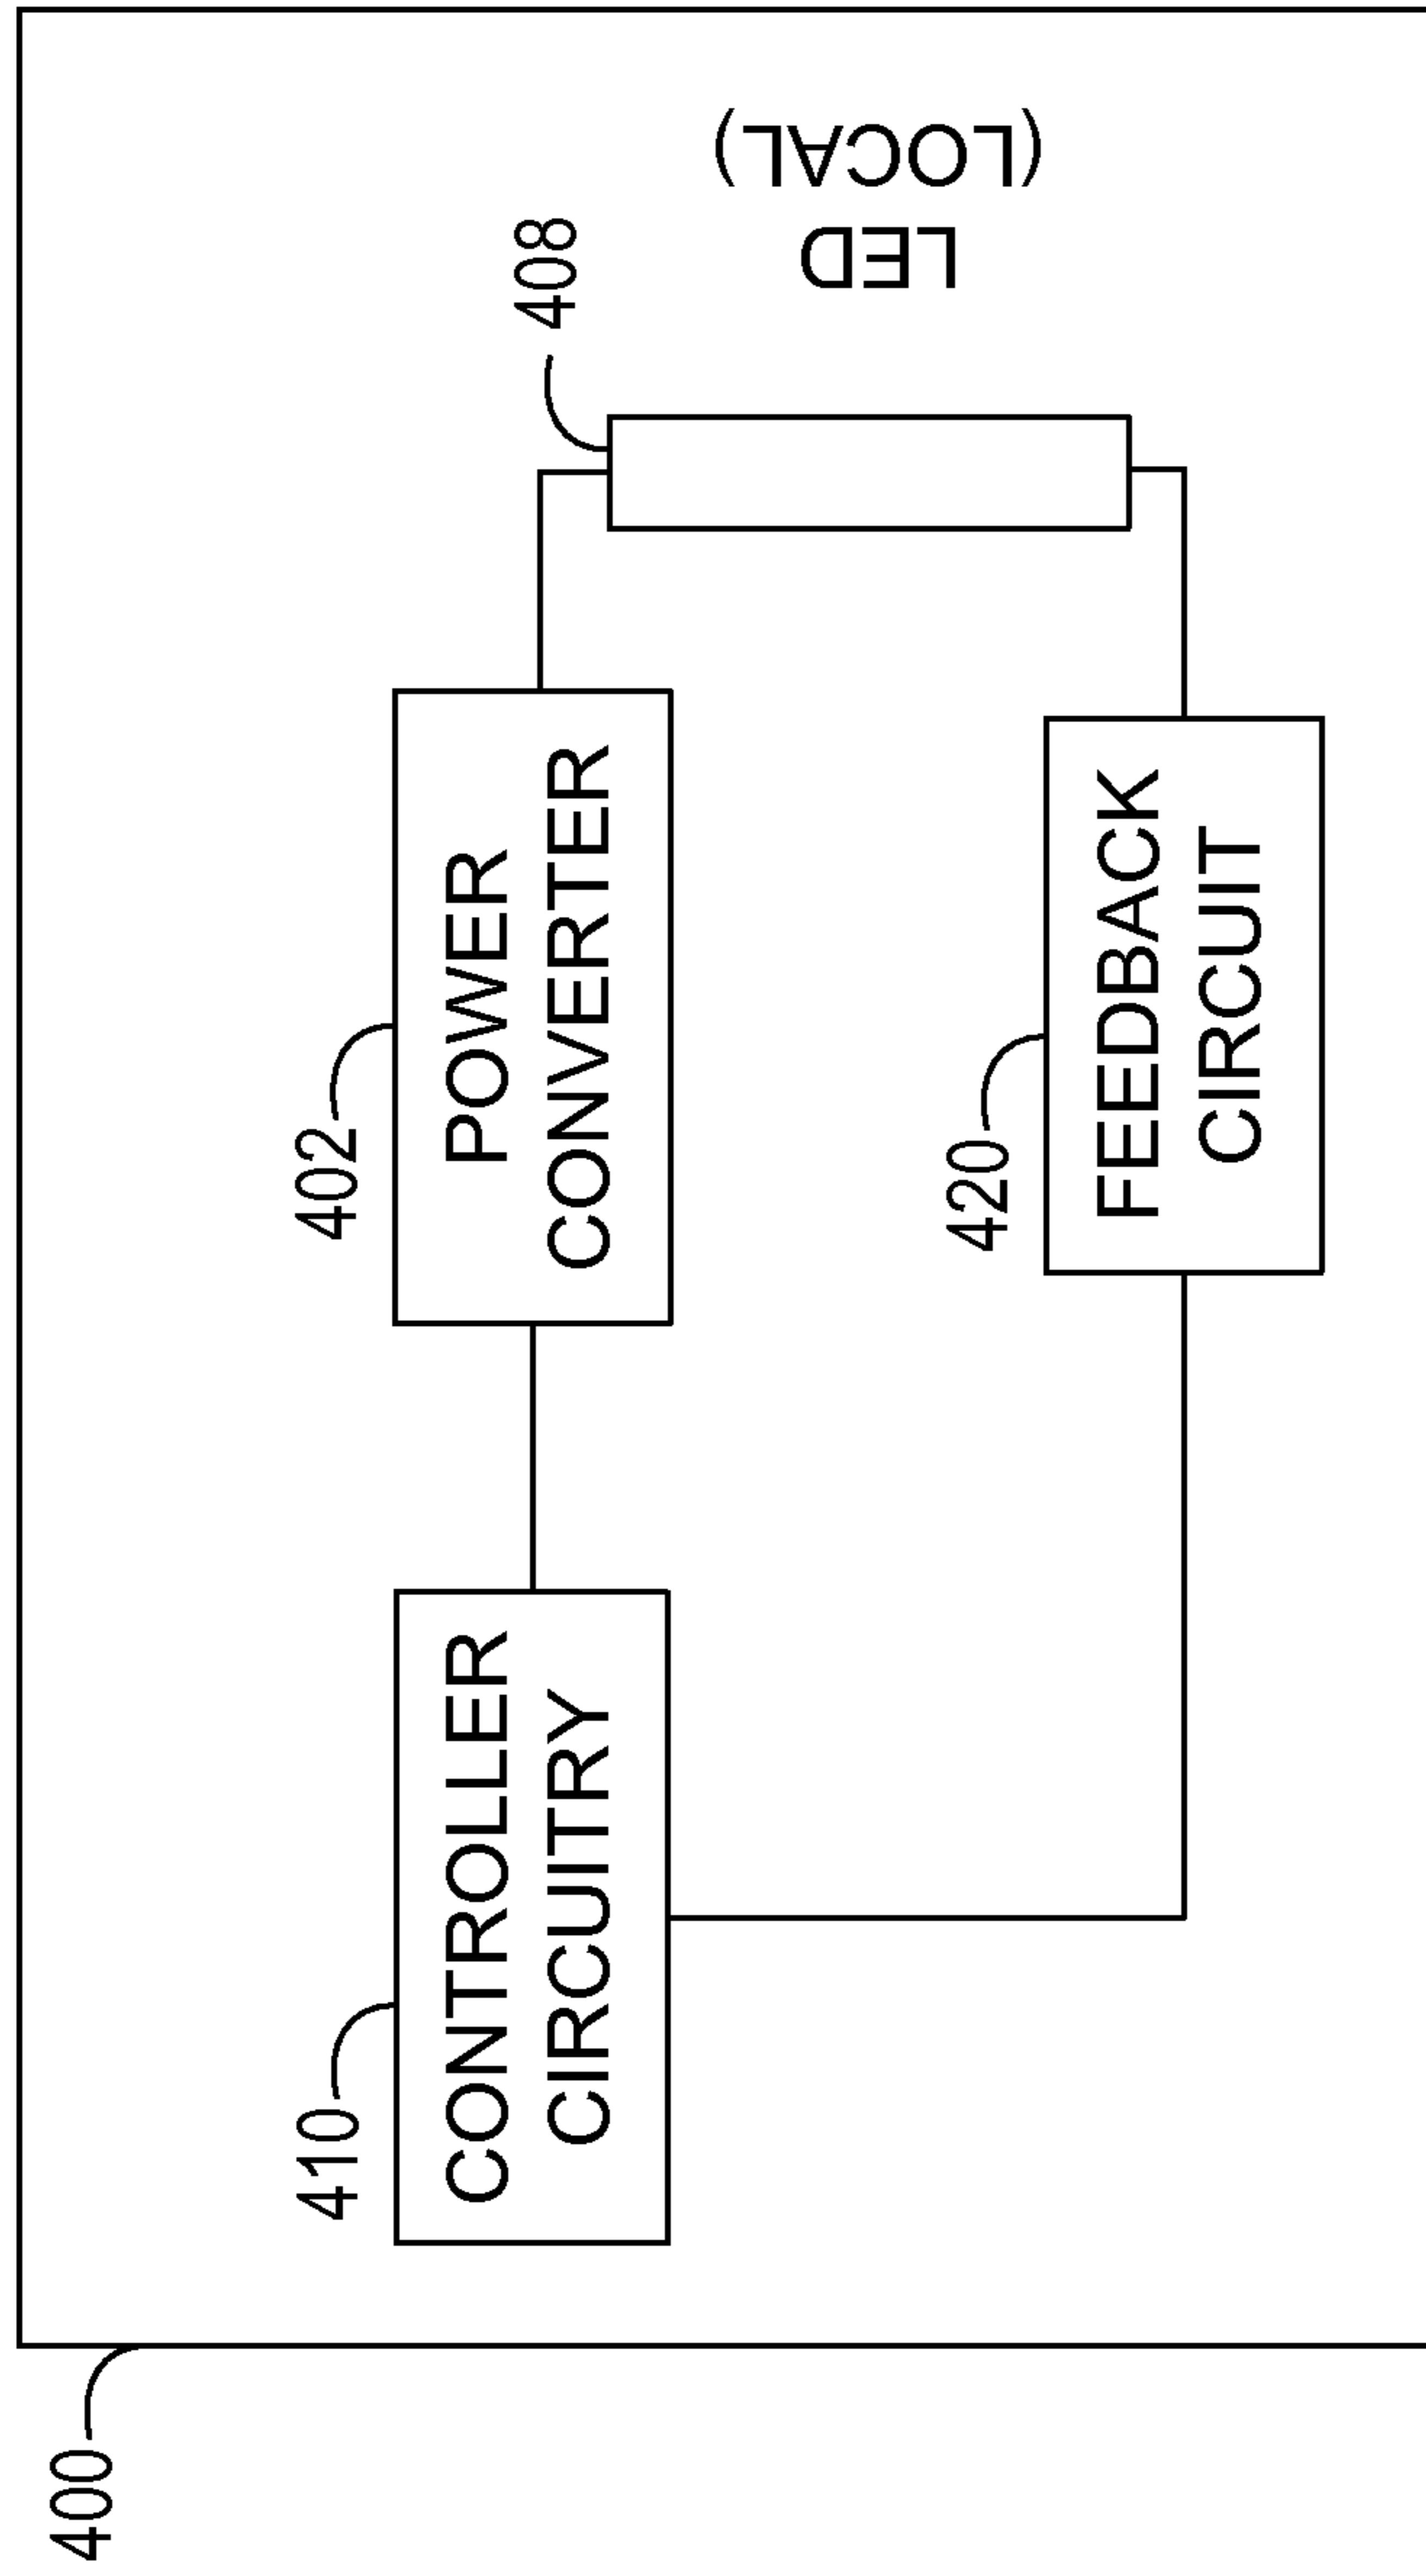 400
410
CONTROLLER
CIRCUITRY
402
POWER
CONVERTER
408
LED
(LOCAL)
420
FEEDBACK
CIRCUIT